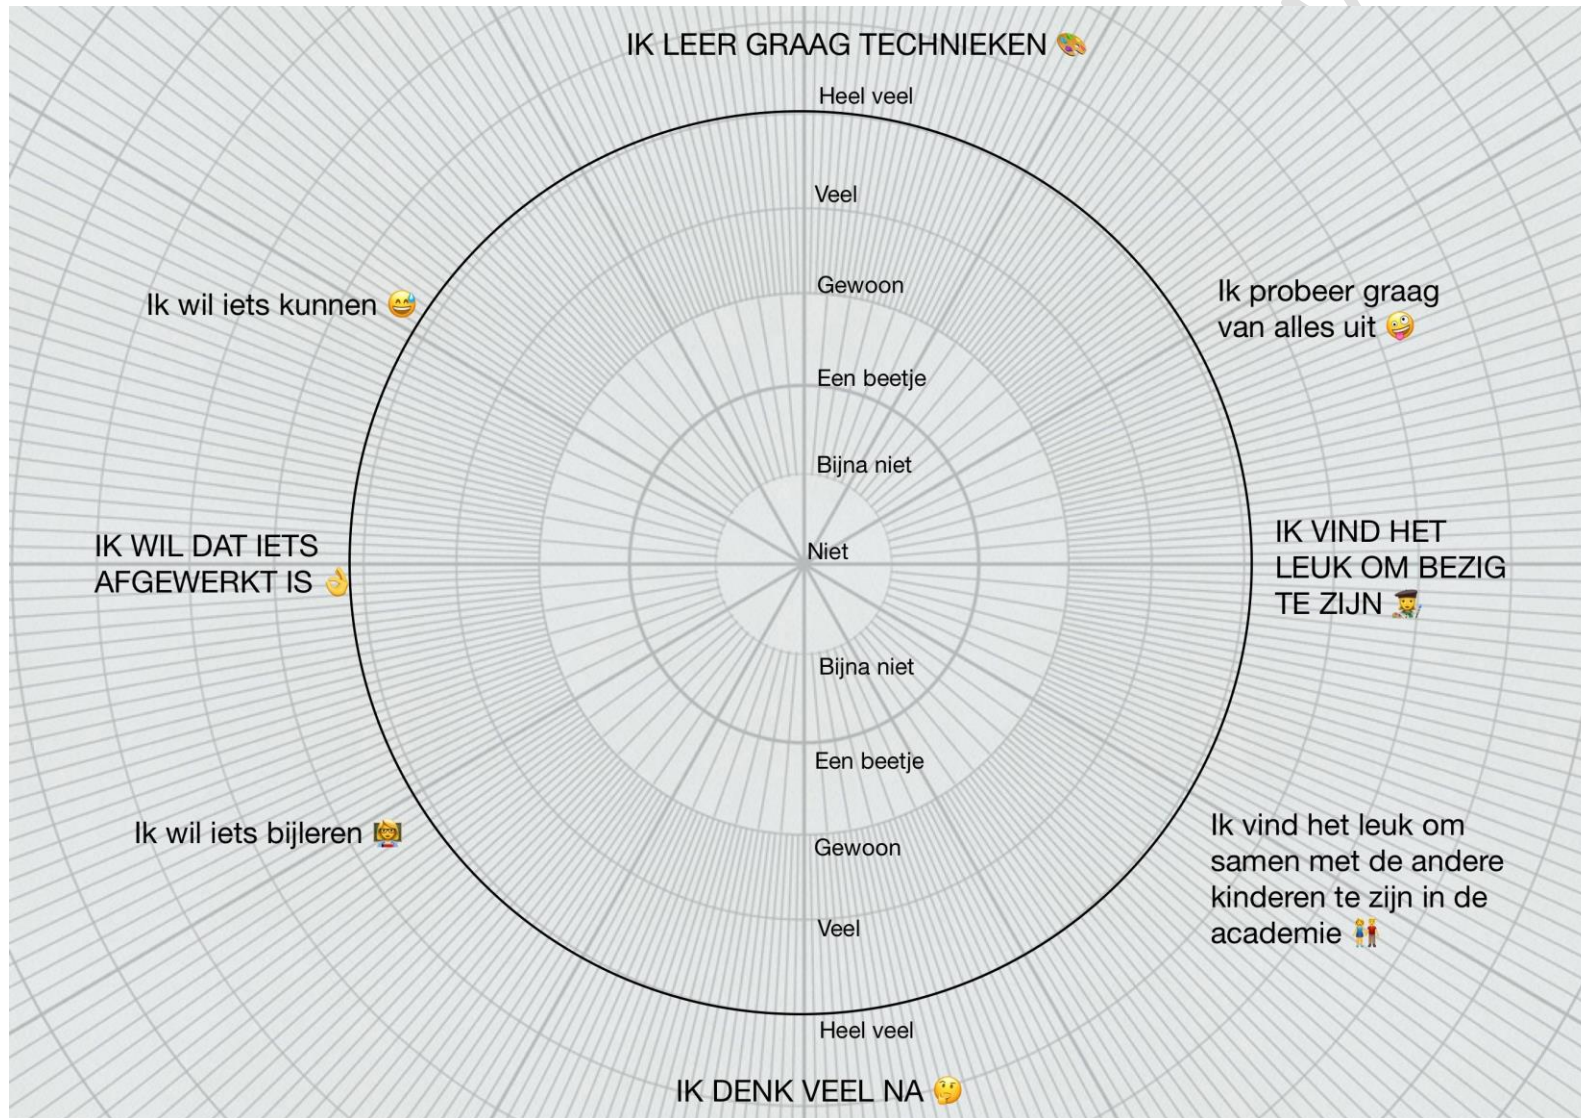 IK LEER GRAAG TECHNIEKEN 🎨
Heel veel
Veel
Gewoon
Ik wil iets kunnen 😅
Ik probeer graag
van alles uit 🤪
Een beetje
Bijna niet
IK WIL DAT IETS
AFGEWERKT IS 👌
Niet
IK VIND HET
LEUK OM BEZIG
TE ZIJN 👩‍🎨
Bijna niet
Een beetje
Ik wil iets bijleren 👩‍🏫
Gewoon
Ik vind het leuk om
samen met de andere
kinderen te zijn in de
academie 👫
Veel
Heel veel
IK DENK VEEL NA 🤔